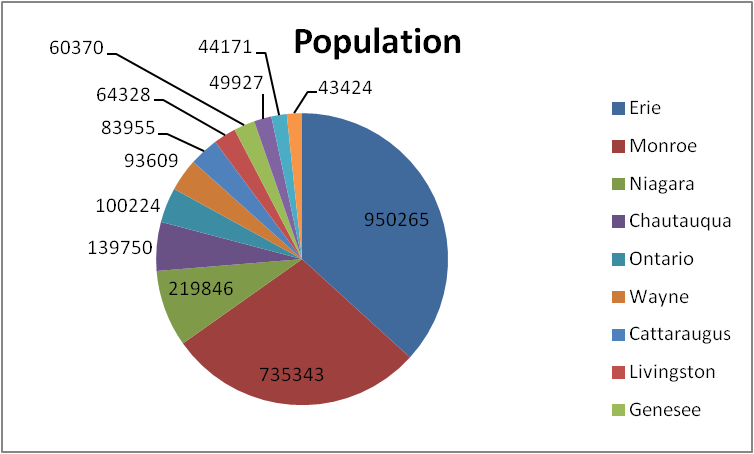 Population
60370
44171
49927
43424
64328
83955
93609
100224
139750
219846
735343
950265
Erie
Monroe
Niagara
Chautauqua
Ontario
Wayne
Cattaraugus
Livingston
Genesee